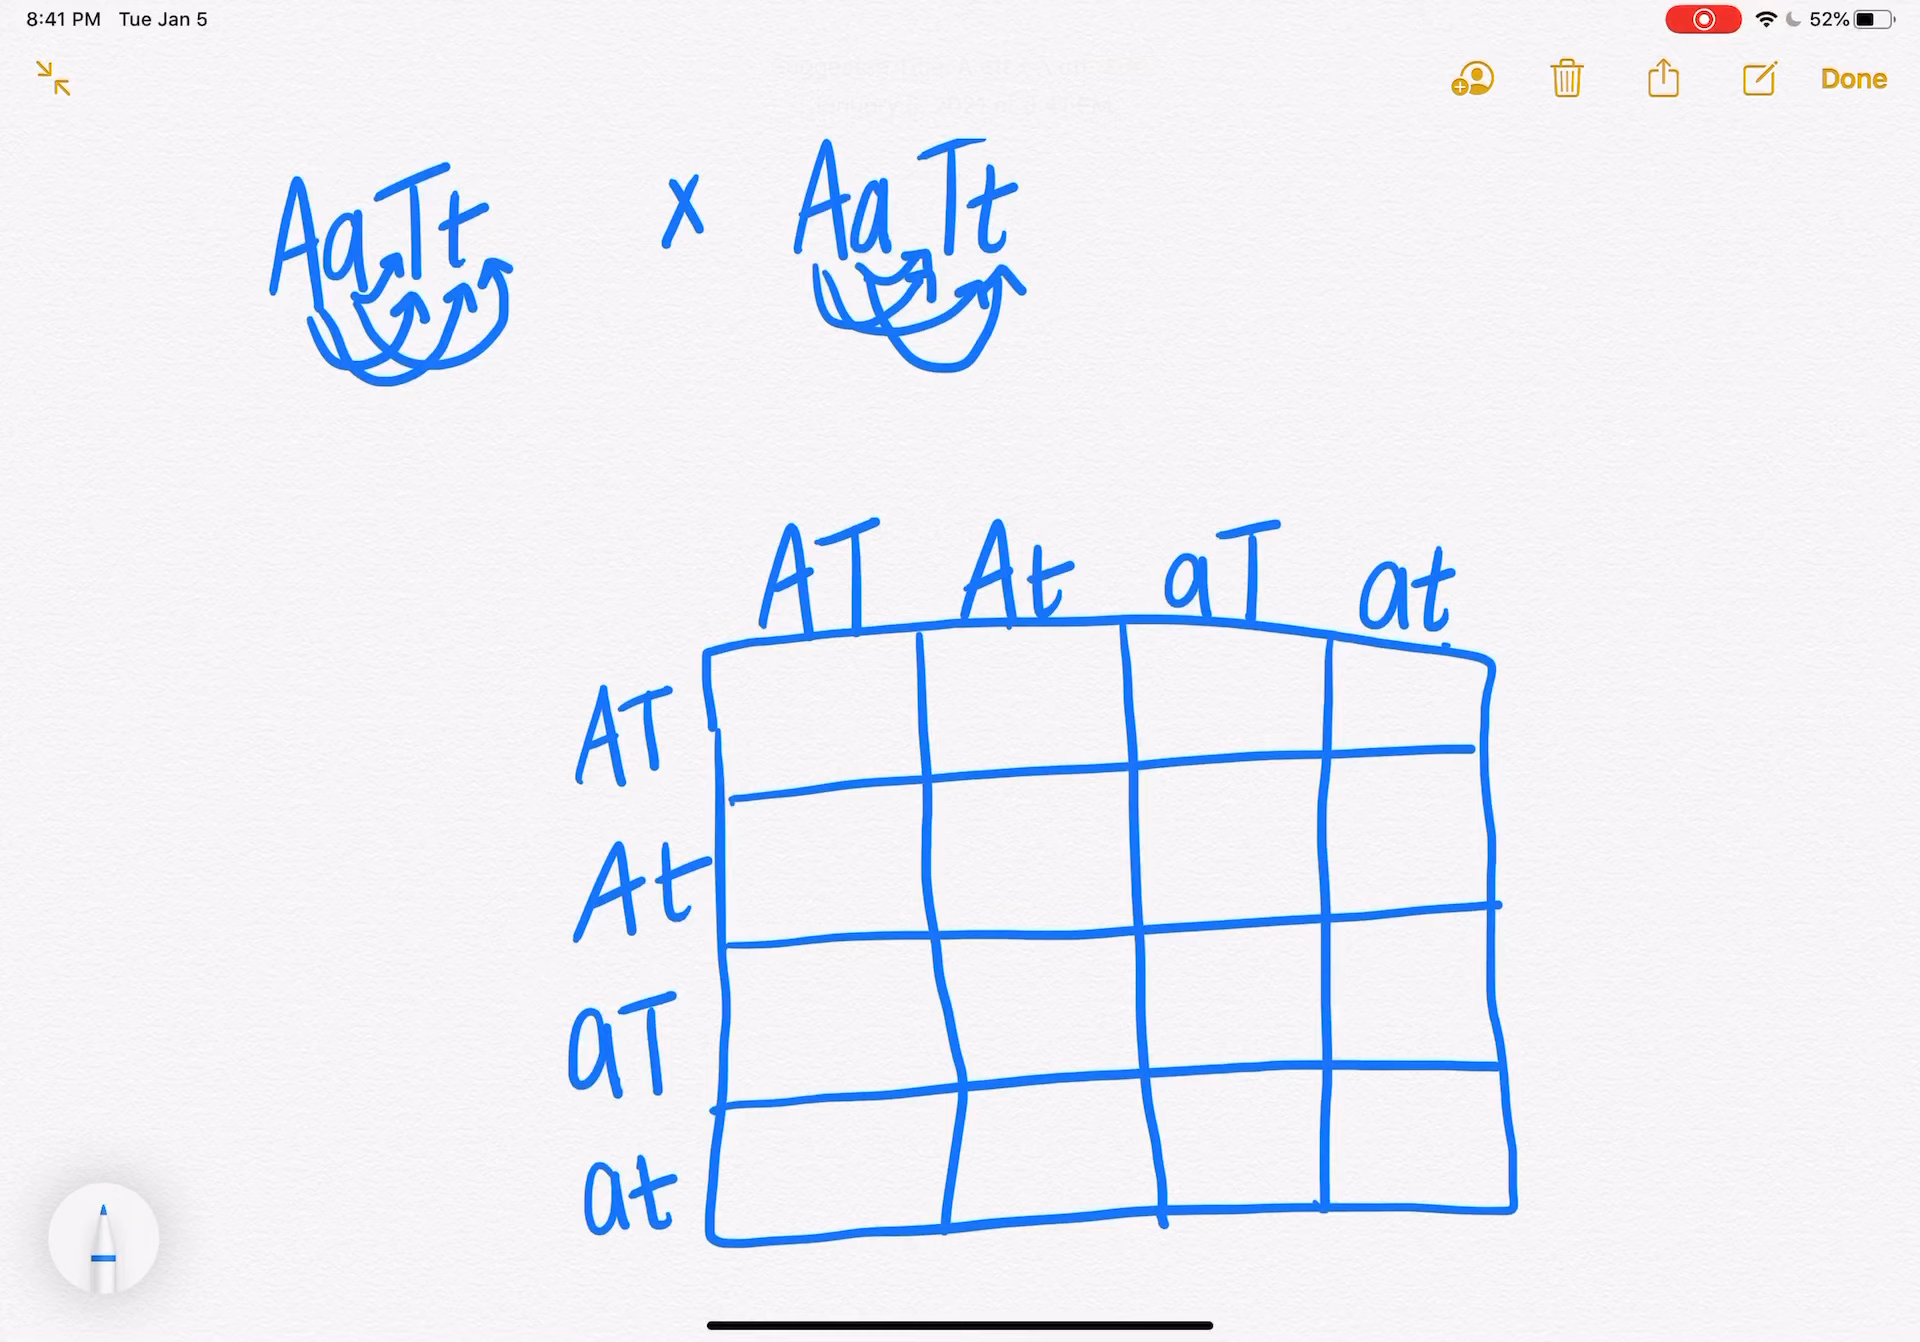 8:41 PM Tue Jan 5 52%
Done
AaTt x AaTt
AT At aT at
AT
At
aT
at